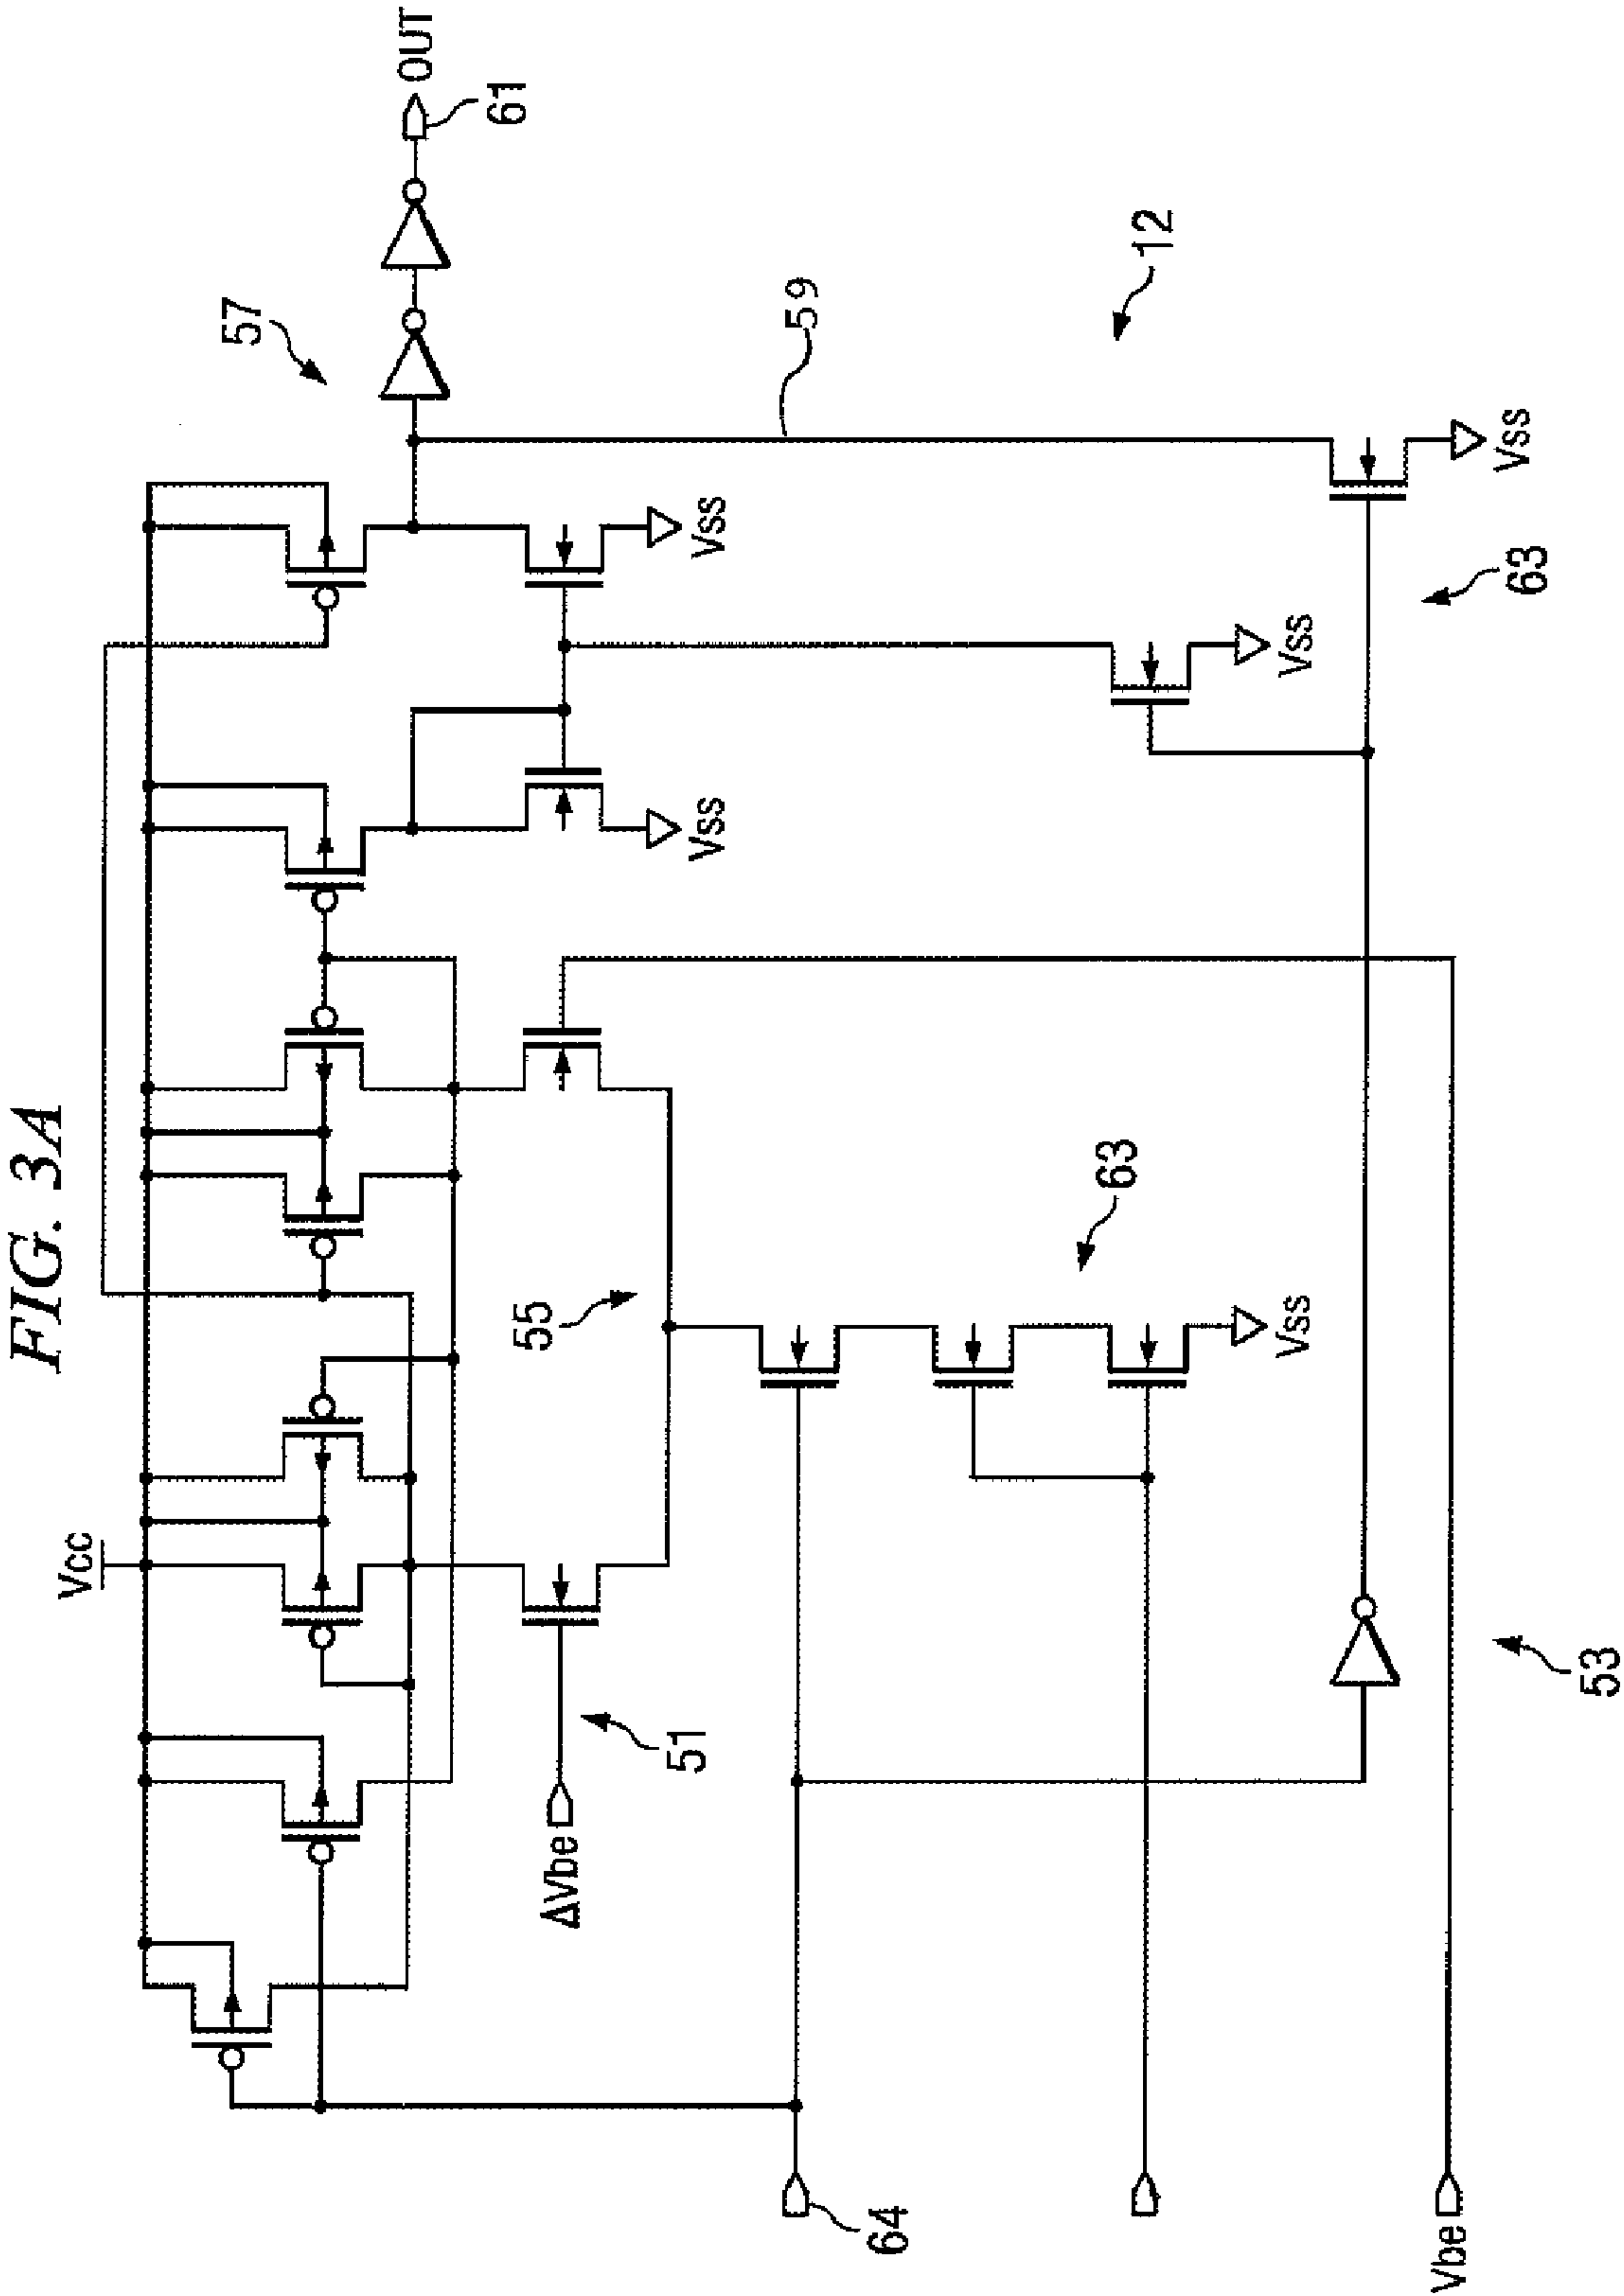 FIG. 3A
Vcc
57
OUT
61
Vss
Vss
59
12
51
ΔVbe
55
63
Vss
Vss
63
Vss
64
53
Vbe